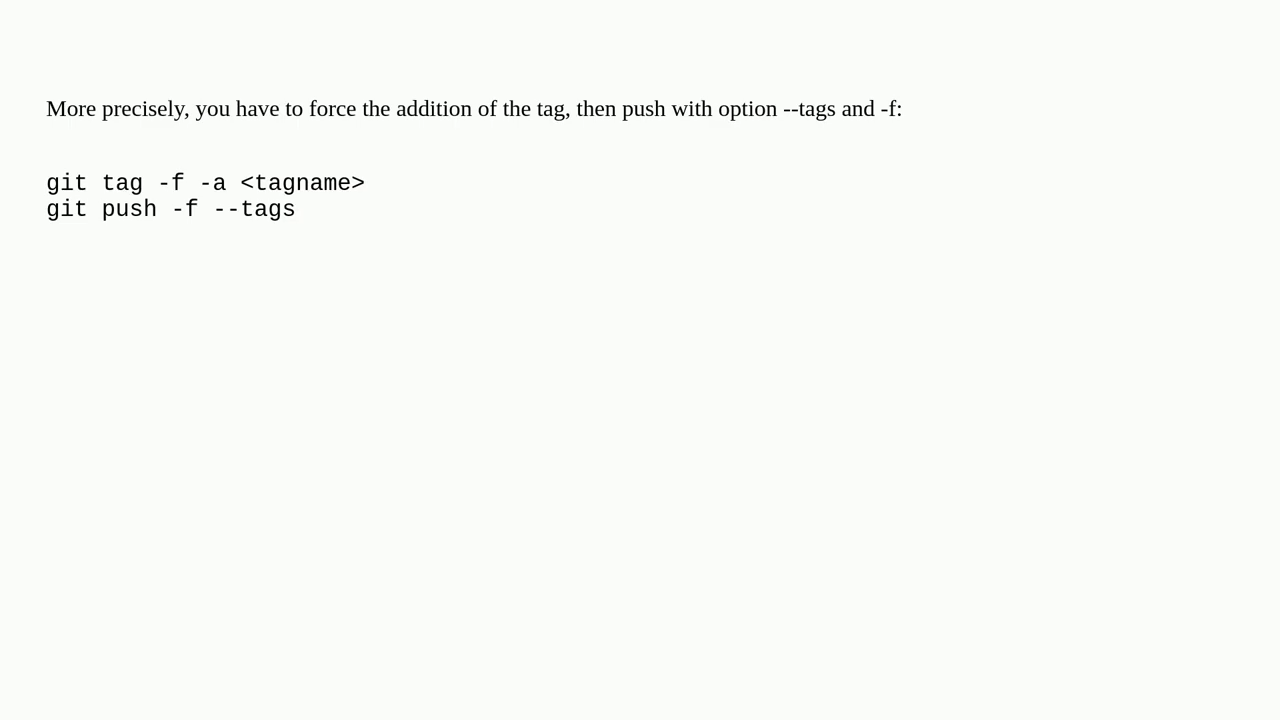 More precisely, you have to force the addition of the tag, then push with option --tags and -f:
git tag -f -a <tagname>
git push -f --tags